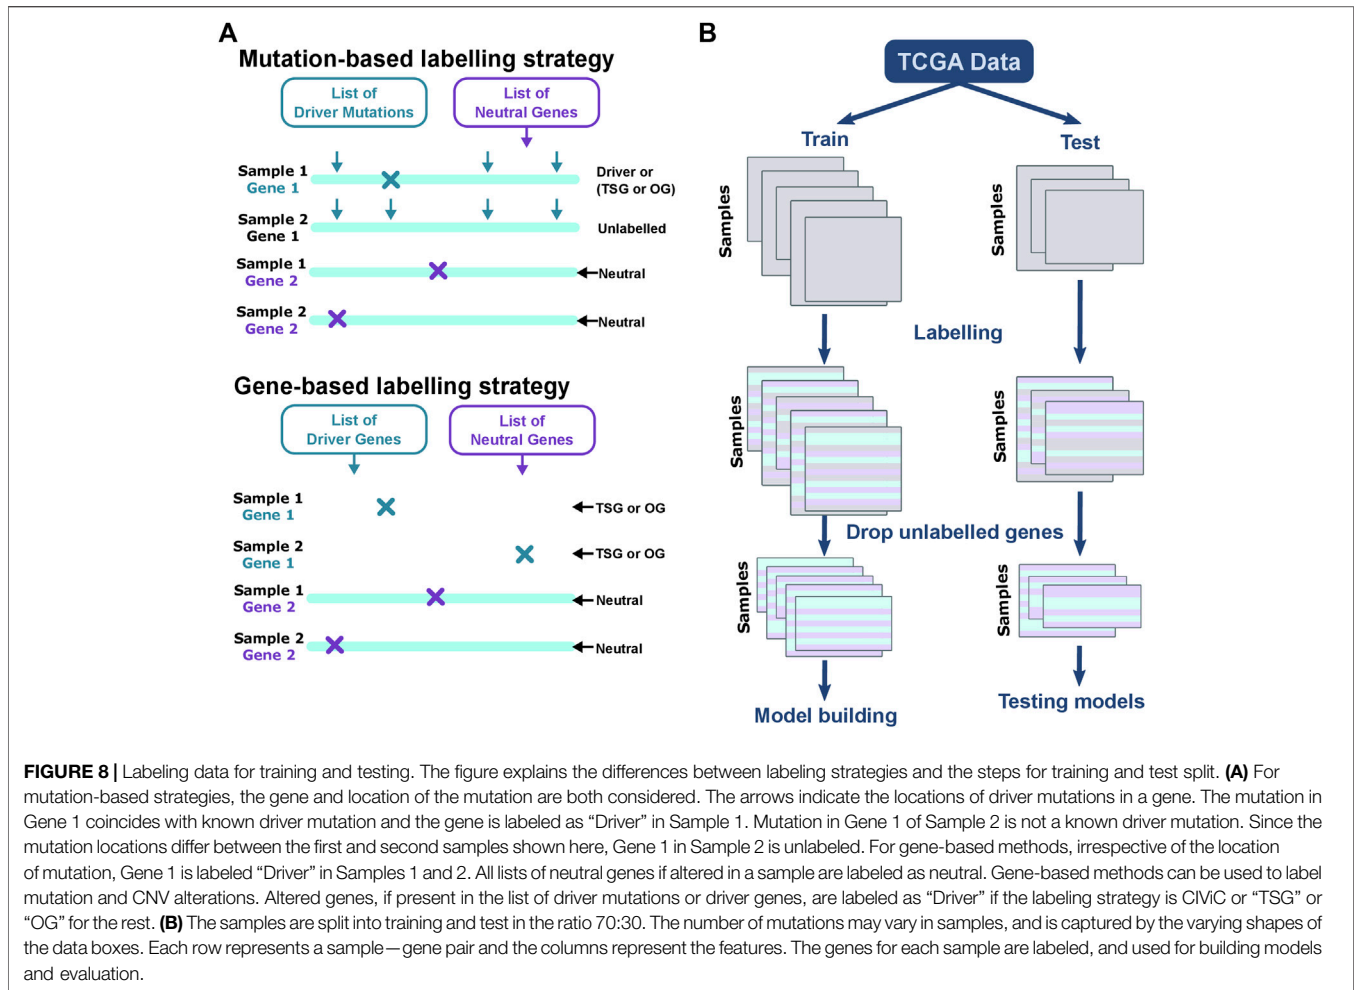 A
Mutation-based labelling strategy
List of
Driver Mutations
List of
Neutral Genes
Sample 1
Gene 1
Driver or
(TSG or OG)
Sample 2
Gene 1
Unlabelled
Sample 1
Gene 2
Neutral
Sample 2
Gene 2
Neutral
Gene-based labelling strategy
List of
Driver Genes
List of
Neutral Genes
Sample 1
Gene 1
TSG or OG
Sample 2
Gene 1
TSG or OG
Sample 1
Gene 2
Neutral
Sample 2
Gene 2
Neutral
B
TCGA Data
Train
Test
Samples
Samples
Labelling
Samples
Samples
Drop unlabelled genes
Samples
Samples
Model building
Testing models
FIGURE 8 | Labeling data for training and testing. The figure explains the differences between labeling strategies and the steps for training and test split. (A) For
mutation-based strategies, the gene and location of the mutation are both considered. The arrows indicate the locations of driver mutations in a gene. The mutation in
Gene 1 coincides with known driver mutation and the gene is labeled as “Driver” in Sample 1. Mutation in Gene 1 of Sample 2 is not a known driver mutation. Since the
mutation locations differ between the first and second samples shown here, Gene 1 in Sample 2 is unlabeled. For gene-based methods, irrespective of the location
of mutation, Gene 1 is labeled “Driver” in Samples 1 and 2. All lists of neutral genes if altered in a sample are labeled as neutral. Gene-based methods can be used to label
mutation and CNV alterations. Altered genes, if present in the list of driver mutations or driver genes, are labeled as “Driver” if the labeling strategy is CIViC or “TSG” or
“OG” for the rest. (B) The samples are split into training and test in the ratio 70:30. The number of mutations may vary in samples, and is captured by the varying shapes of
the data boxes. Each row represents a sample—gene pair and the columns represent the features. The genes for each sample are labeled, and used for building models
and evaluation.